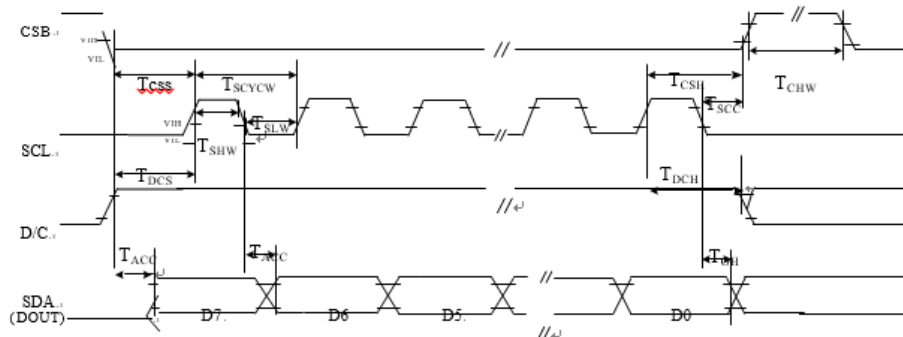 CSB.
VIH
VIL
Tcss
TSCYCW
TCSH
TSCC
TCHW
SCL.
VIH
VIL
TSHW
TSLW
TDCS
TDCH
D/C.
TACC
TACC
TOH
SDA.
(DOUT)
D7.
D6
D5.
D0